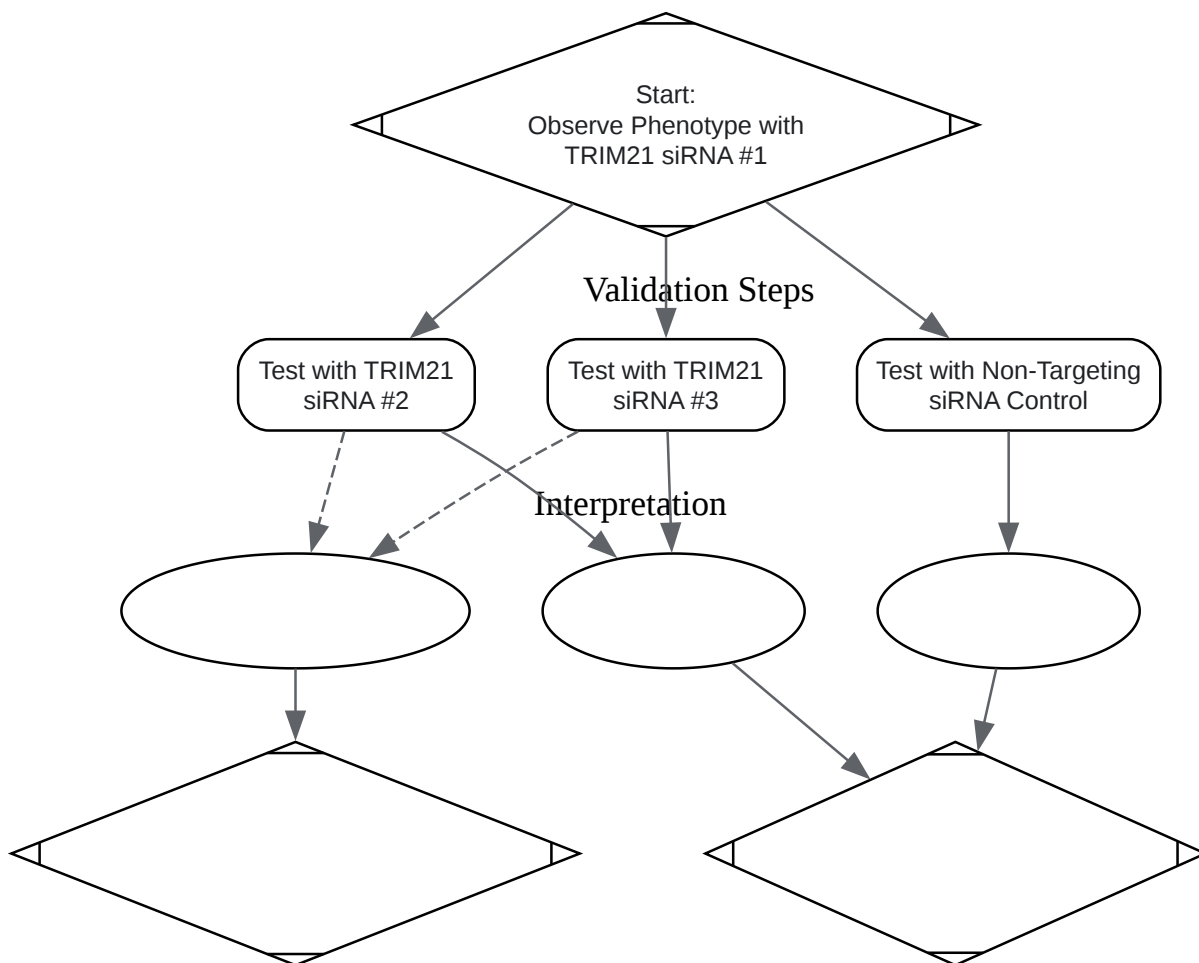 Start:
Observe Phenotype with
TRIM21 siRNA #1
Validation Steps
Test with TRIM21
siRNA #2
Test with TRIM21
siRNA #3
Test with Non-Targeting
siRNA Control
Interpretation